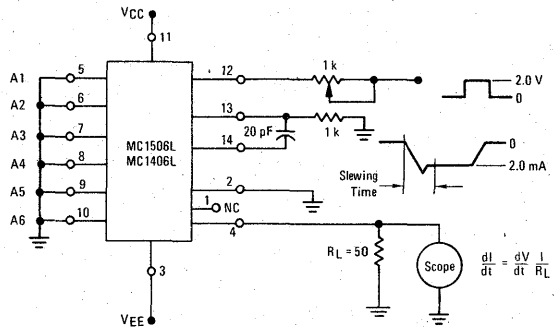 VCC
11
A1 5
A2 6
A3 7
A4 8
A5 9
A6 10
MC1506L
MC1406L
12 1 k
13
14 20 pF 1 k
2
1 NC
4
3
VEE
2.0 V
0
0
2.0 mA
Slewing
Time
RL = 50
Scope
dI/dt = dV/dt I/RL